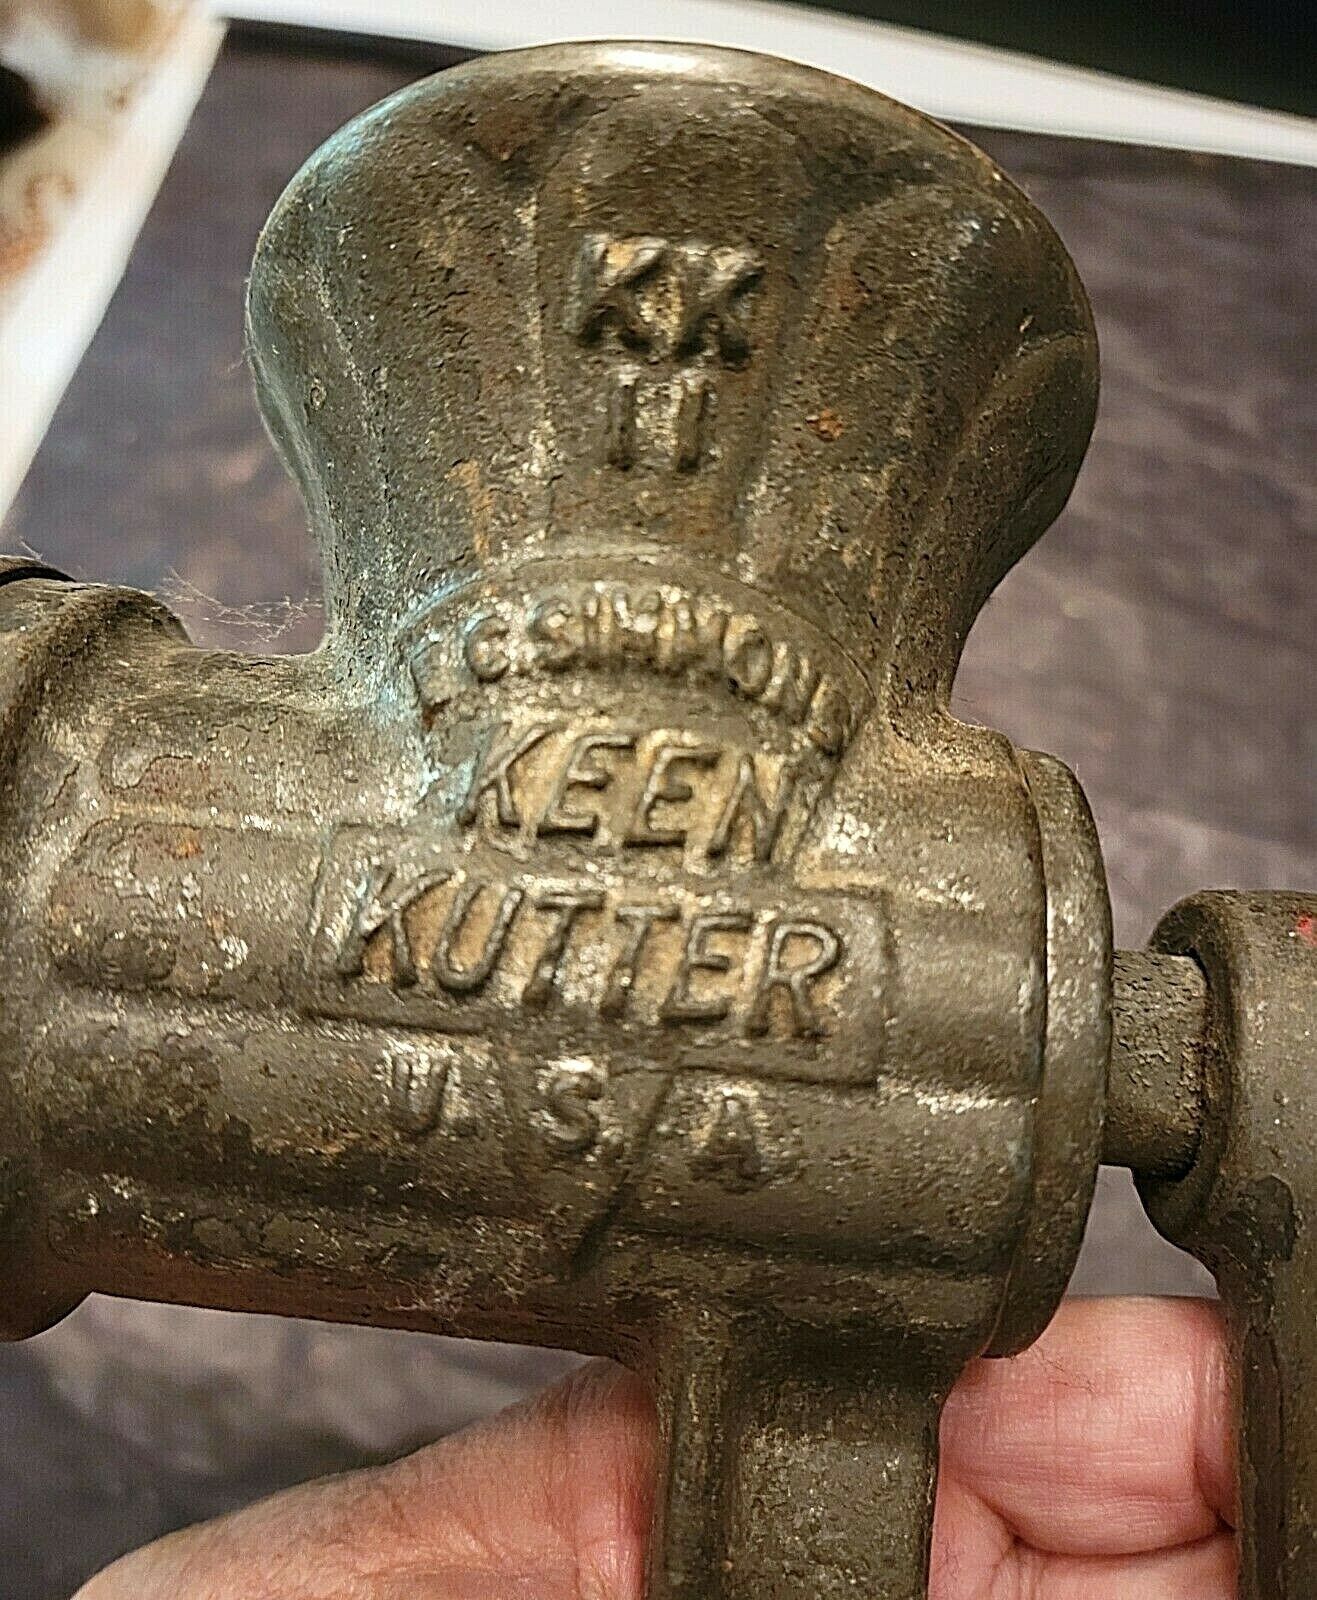 KK
11
E.C. SIMMONS
KEEN
KUTTER
U.S.A